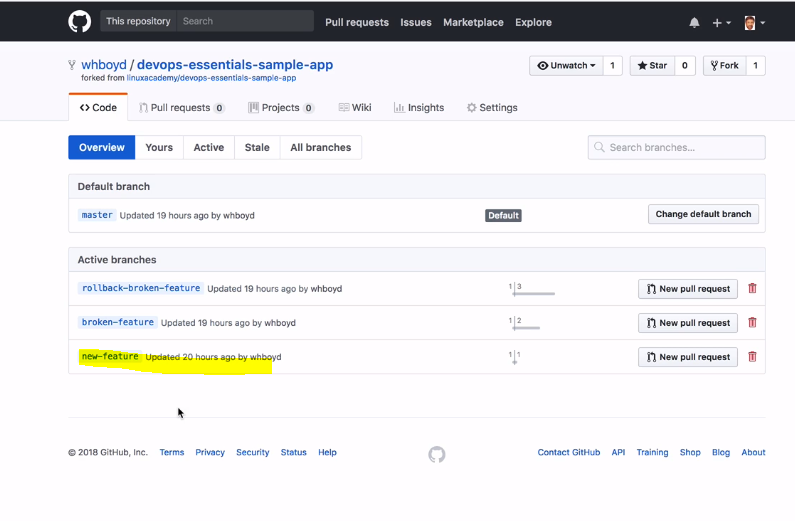 This repository Search Pull requests Issues Marketplace Explore
whboyd / devops-essentials-sample-app Unwatch 1 Star 0 Fork 1
forked from linuxacademy/devops-essentials-sample-app
Code Pull requests 0 Projects 0 Wiki Insights Settings
Overview Yours Active Stale All branches Search branches...
Default branch
master Updated 19 hours ago by whboyd Default Change default branch
Active branches
rollback-broken-feature Updated 19 hours ago by whboyd 1 3 New pull request
broken-feature Updated 19 hours ago by whboyd 1 2 New pull request
new-feature Updated 20 hours ago by whboyd 1 1 New pull request
© 2018 GitHub, Inc. Terms Privacy Security Status Help Contact GitHub API Training Shop Blog About